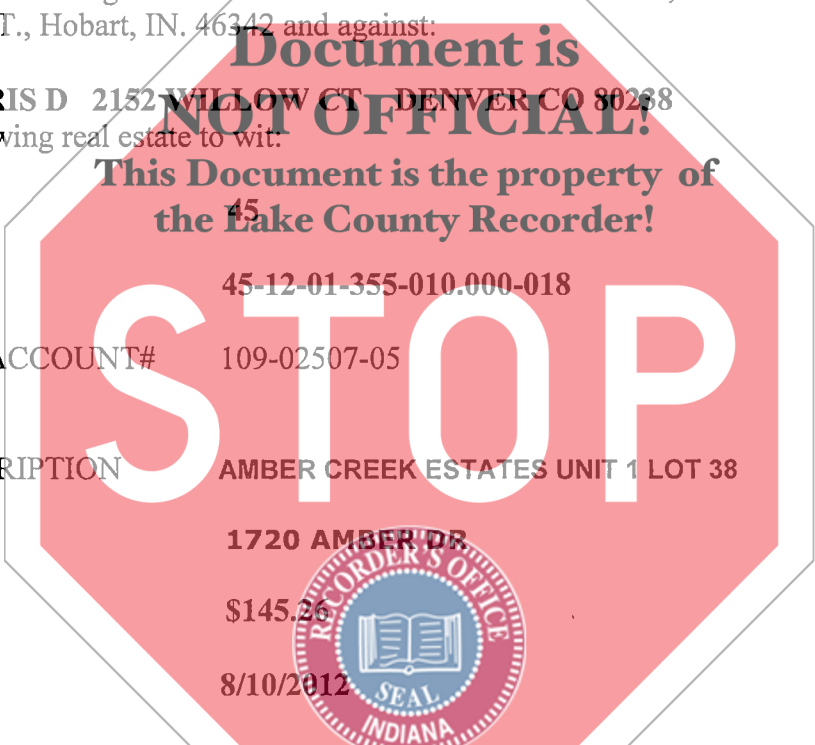 T., Hobart, IN. 46342 and against:
Document is
RIS D 2152 WILLOW CT DENVER CO 80238
NOT OFFICIAL!
ving real estate to wit:
This Document is the property of
45
the Lake County Recorder!
45-12-01-355-010.000-018
STOP
ACCOUNT# 109-02507-05
RIPTION AMBER CREEK ESTATES UNIT 1 LOT 38
1720 AMBER DR
RECORDER'S OFFICE
$145.26
8/10/2012
SEAL
INDIANA